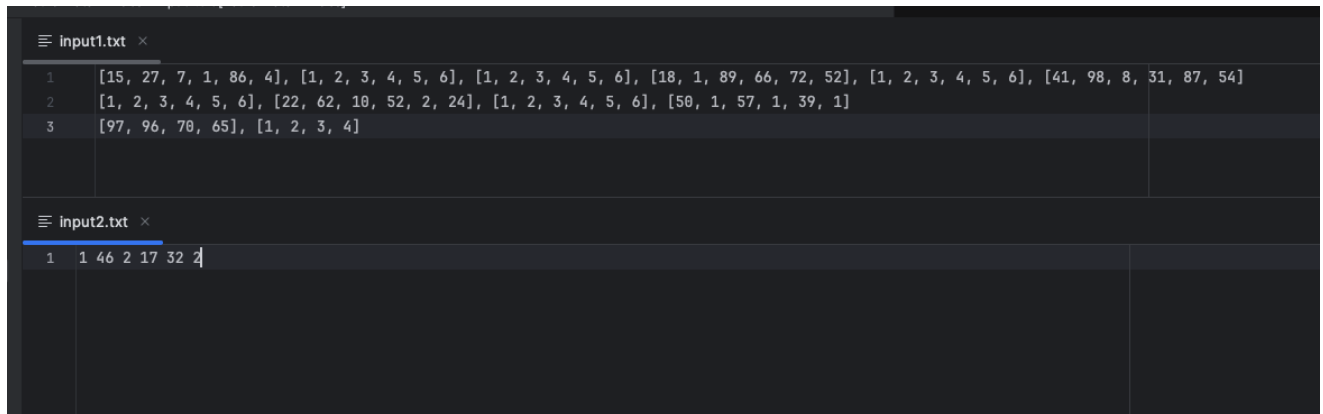 input1.txt ×
1 [15, 27, 7, 1, 86, 4], [1, 2, 3, 4, 5, 6], [1, 2, 3, 4, 5, 6], [18, 1, 89, 66, 72, 52], [1, 2, 3, 4, 5, 6], [41, 98, 8, 31, 87, 54]
2 [1, 2, 3, 4, 5, 6], [22, 62, 10, 52, 2, 24], [1, 2, 3, 4, 5, 6], [50, 1, 57, 1, 39, 1]
3 [97, 96, 70, 65], [1, 2, 3, 4]
input2.txt ×
1 1 46 2 17 32 2